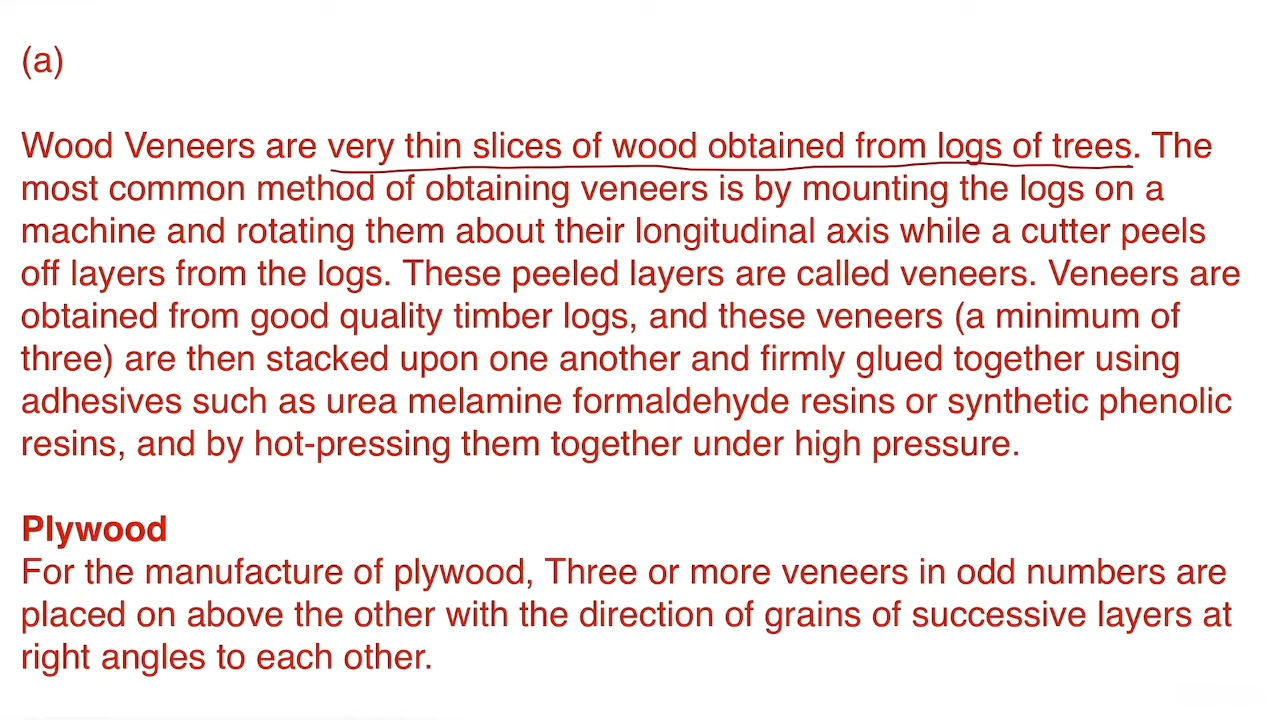 (a)
Wood Veneers are very thin slices of wood obtained from logs of trees. The
most common method of obtaining veneers is by mounting the logs on a
machine and rotating them about their longitudinal axis while a cutter peels
off layers from the logs. These peeled layers are called veneers. Veneers are
obtained from good quality timber logs, and these veneers (a minimum of
three) are then stacked upon one another and firmly glued together using
adhesives such as urea melamine formaldehyde resins or synthetic phenolic
resins, and by hot-pressing them together under high pressure.
Plywood
For the manufacture of plywood, Three or more veneers in odd numbers are
placed on above the other with the direction of grains of successive layers at
right angles to each other.